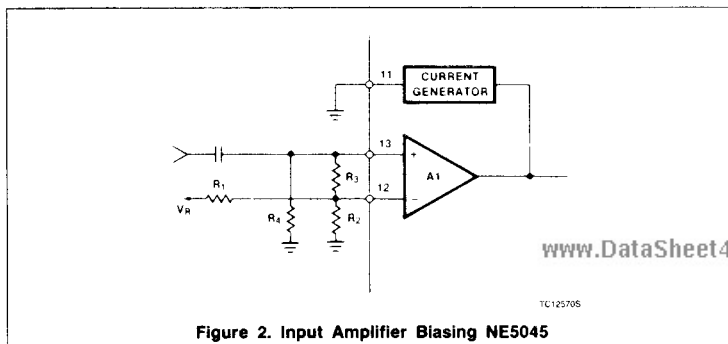 11
CURRENT
GENERATOR
13
+
R3
A1
R1
12
VR
−
R4
R2
www.DataSheet4
TC12570S
Figure 2. Input Amplifier Biasing NE5045